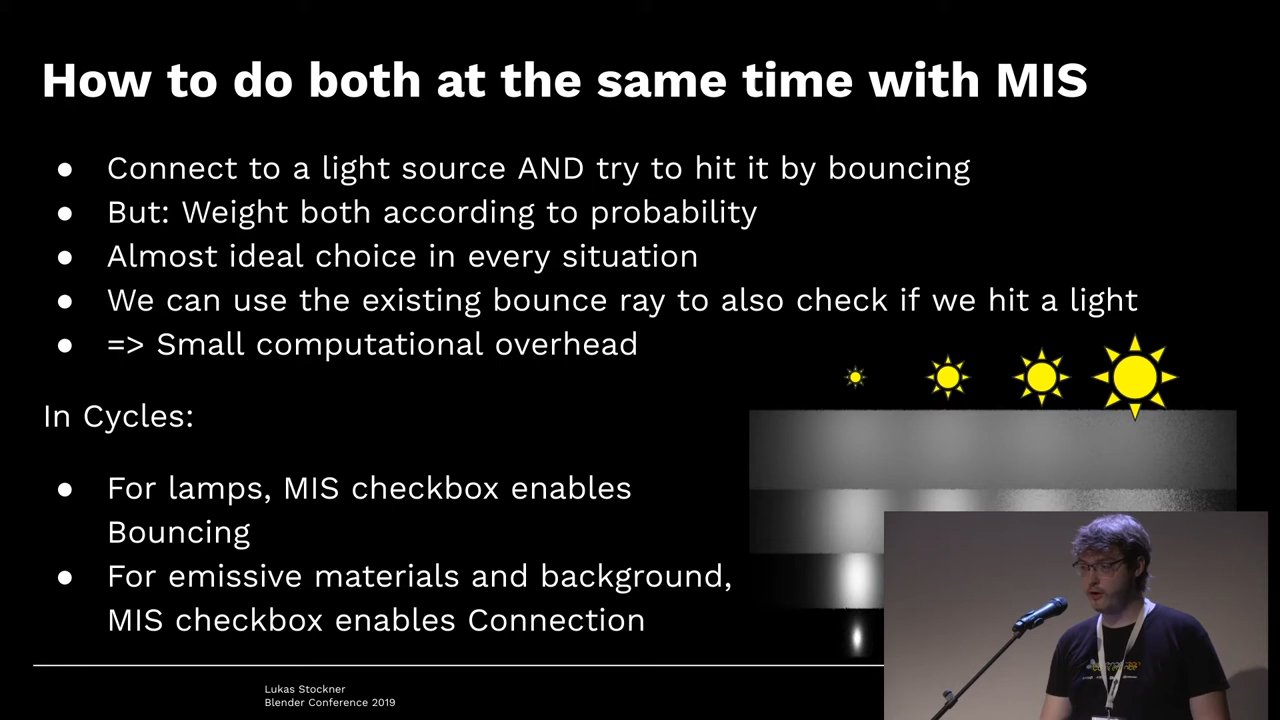 How to do both at the same time with MIS
● Connect to a light source AND try to hit it by bouncing
● But: Weight both according to probability
● Almost ideal choice in every situation
● We can use the existing bounce ray to also check if we hit a light
● => Small computational overhead
In Cycles:
● For lamps, MIS checkbox enables
Bouncing
● For emissive materials and background,
MIS checkbox enables Connection
Lukas Stockner
Blender Conference 2019